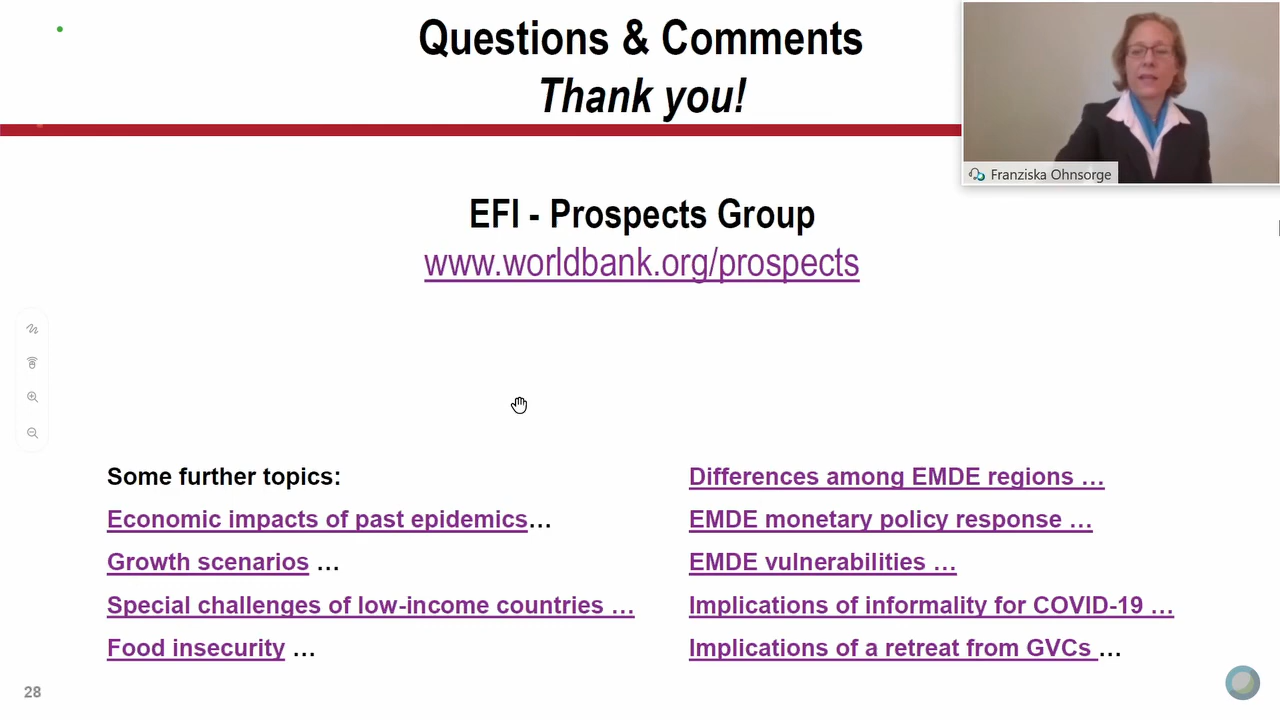 Questions & Comments
Thank you!
Franziska Ohnsorge
EFI - Prospects Group
www.worldbank.org/prospects
Some further topics:
Economic impacts of past epidemics…
Growth scenarios …
Special challenges of low-income countries …
Food insecurity …
Differences among EMDE regions …
EMDE monetary policy response …
EMDE vulnerabilities …
Implications of informality for COVID-19 …
Implications of a retreat from GVCs …
28